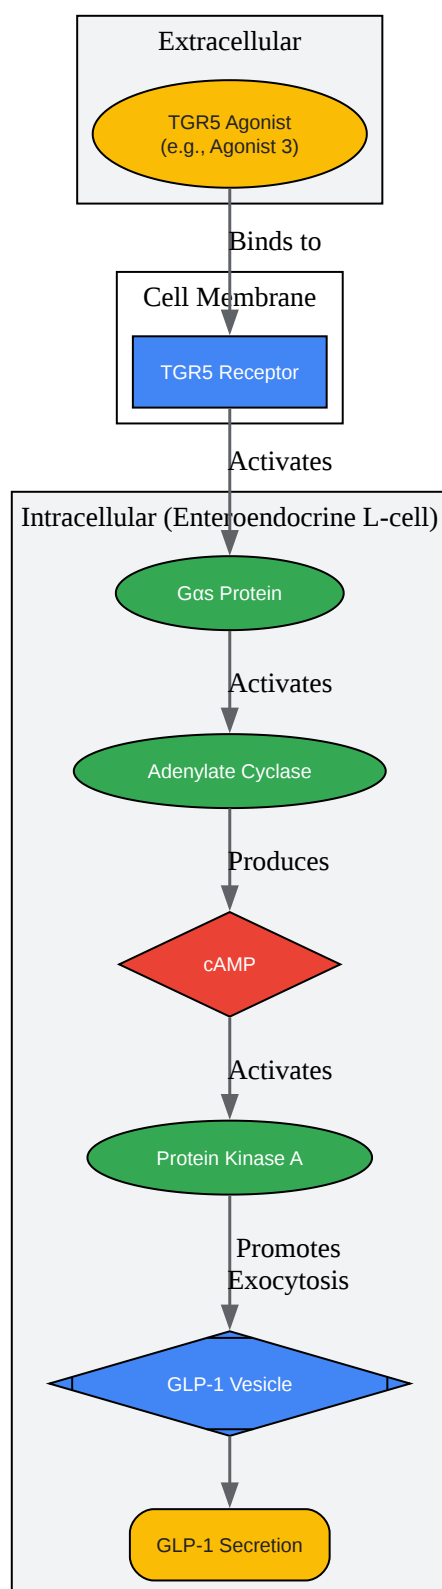 Extracellular
TGR5 Agonist
(e.g., Agonist 3)
Binds to
Cell Membrane
TGR5 Receptor
Activates
Intracellular (Enteroendocrine L-cell)
Gαs Protein
Activates
Adenylate Cyclase
Produces
cAMP
Activates
Protein Kinase A
Promotes
Exocytosis
GLP-1 Vesicle
GLP-1 Secretion